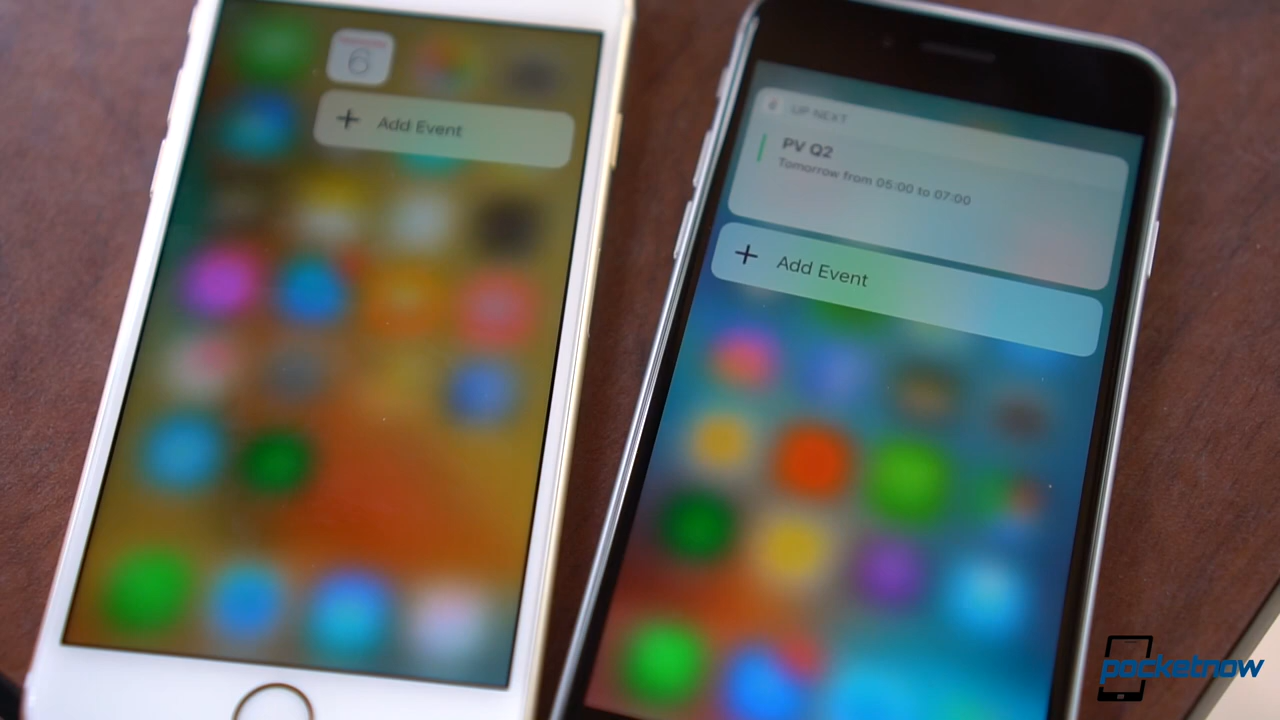 6
Add Event
UP NEXT
PV Q2
Tomorrow from 05:00 to 07:00
Add Event
pocketnow